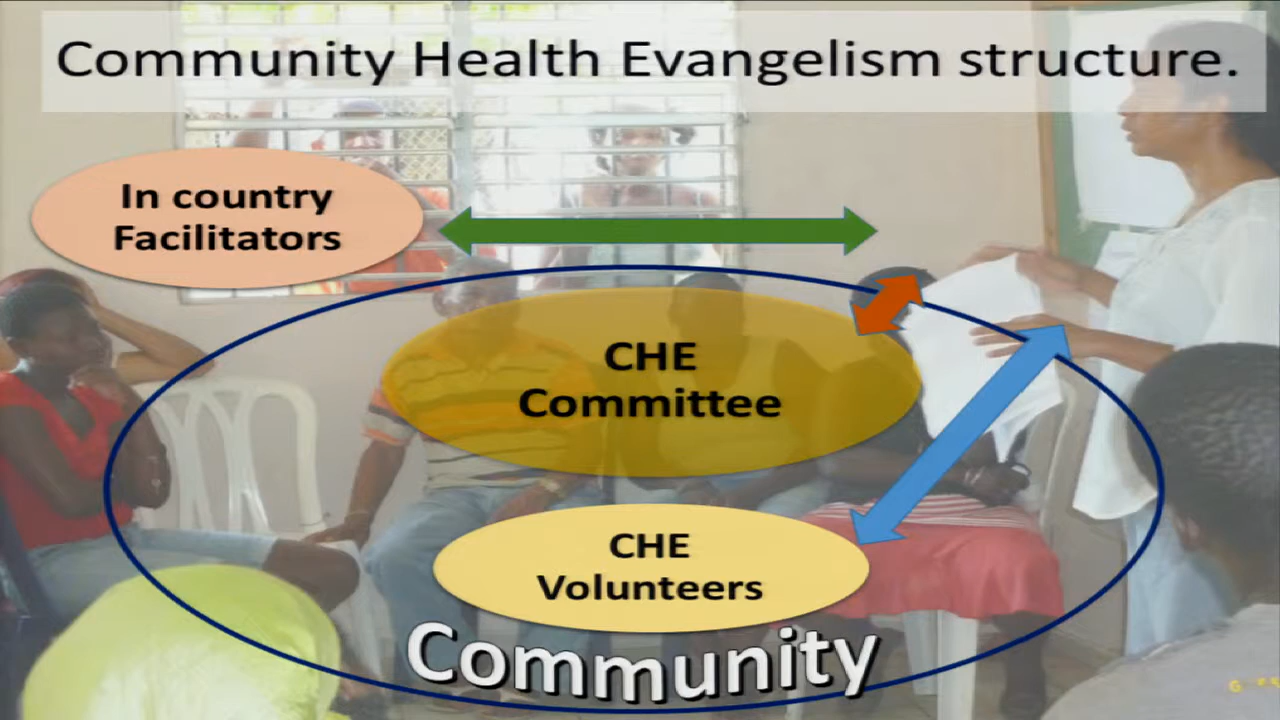 Community Health Evangelism structure.
In country
Facilitators
CHE
Committee
CHE
Volunteers
Community